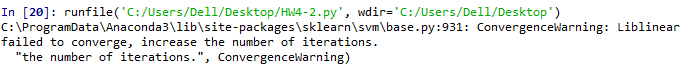 In [20]: runfile('C:/Users/Dell/Desktop/HW4-2.py', wdir='C:/Users/Dell/Desktop')
C:\ProgramData\Anaconda3\lib\site-packages\sklearn\svm\base.py:931: ConvergenceWarning: Liblinear
failed to converge, increase the number of iterations.
  "the number of iterations.", ConvergenceWarning)